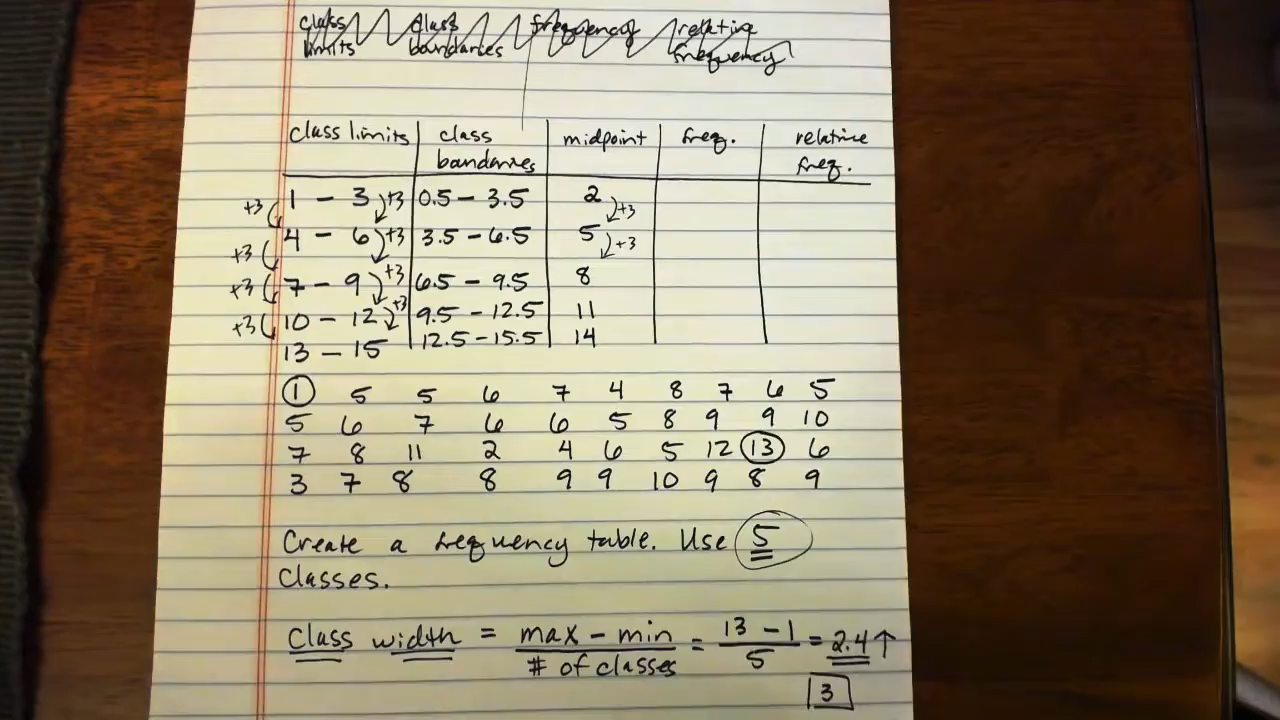 class class frequency relative
limits boundaries frequency
class limits class midpoint freq. relative
boundaries freq.
+3 1 - 3 +3 0.5 - 3.5 2 +3
+3 4 - 6 +3 3.5 - 6.5 5 +3
+3 7 - 9 +3 6.5 - 9.5 8
+3 10 - 12 +3 9.5 - 12.5 11
13 - 15 12.5 - 15.5 14
1 5 5 6 7 4 8 7 6 5
5 6 7 6 6 5 8 9 9 10
7 8 11 2 4 6 5 12 13 6
3 7 8 8 9 9 10 9 8 9
Create a frequency table. Use 5
classes.
Class width = max - min / # of classes = 13 - 1 / 5 = 2.4 ↑
3